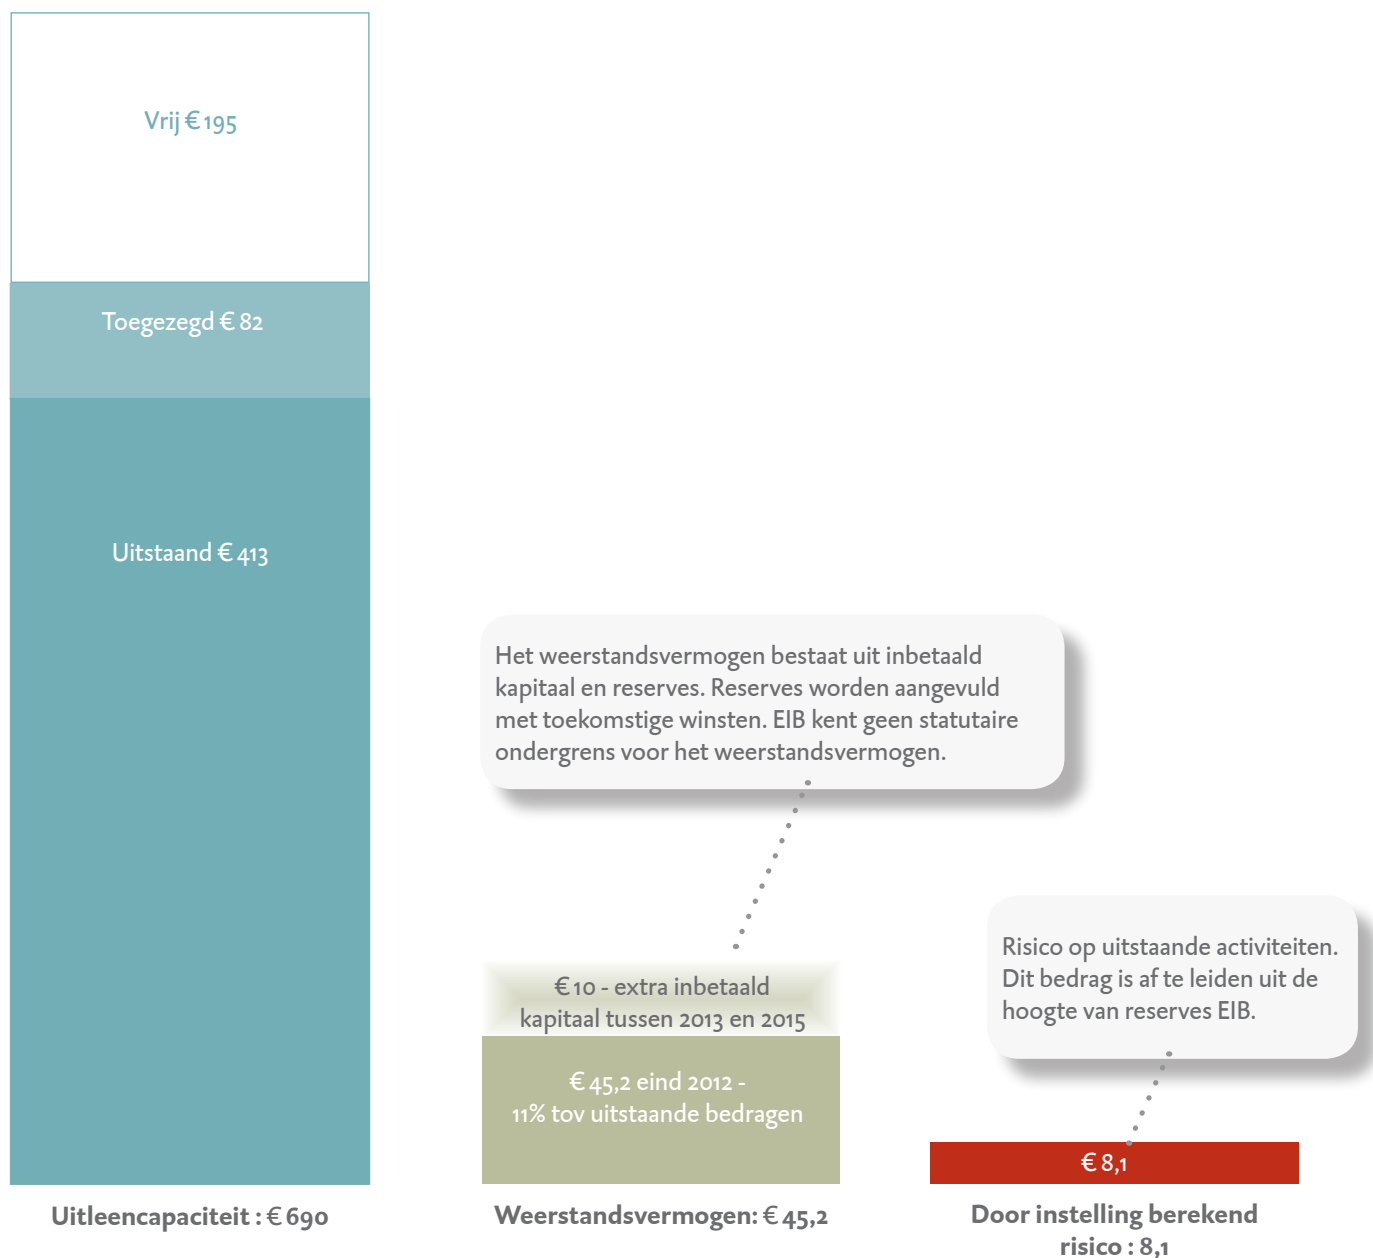 Vrij € 195
Toegezegd € 82
Uitstaand € 413
Uitleencapaciteit : € 690
Het weerstandsvermogen bestaat uit inbetaald
kapitaal en reserves. Reserves worden aangevuld
met toekomstige winsten. EIB kent geen statutaire
ondergrens voor het weerstandsvermogen.
€ 10 - extra inbetaald
kapitaal tussen 2013 en 2015
€ 45,2 eind 2012 -
11% tov uitstaande bedragen
Weerstandsvermogen: € 45,2
Risico op uitstaande activiteiten.
Dit bedrag is af te leiden uit de
hoogte van reserves EIB.
€ 8,1
Door instelling berekend
risico : 8,1